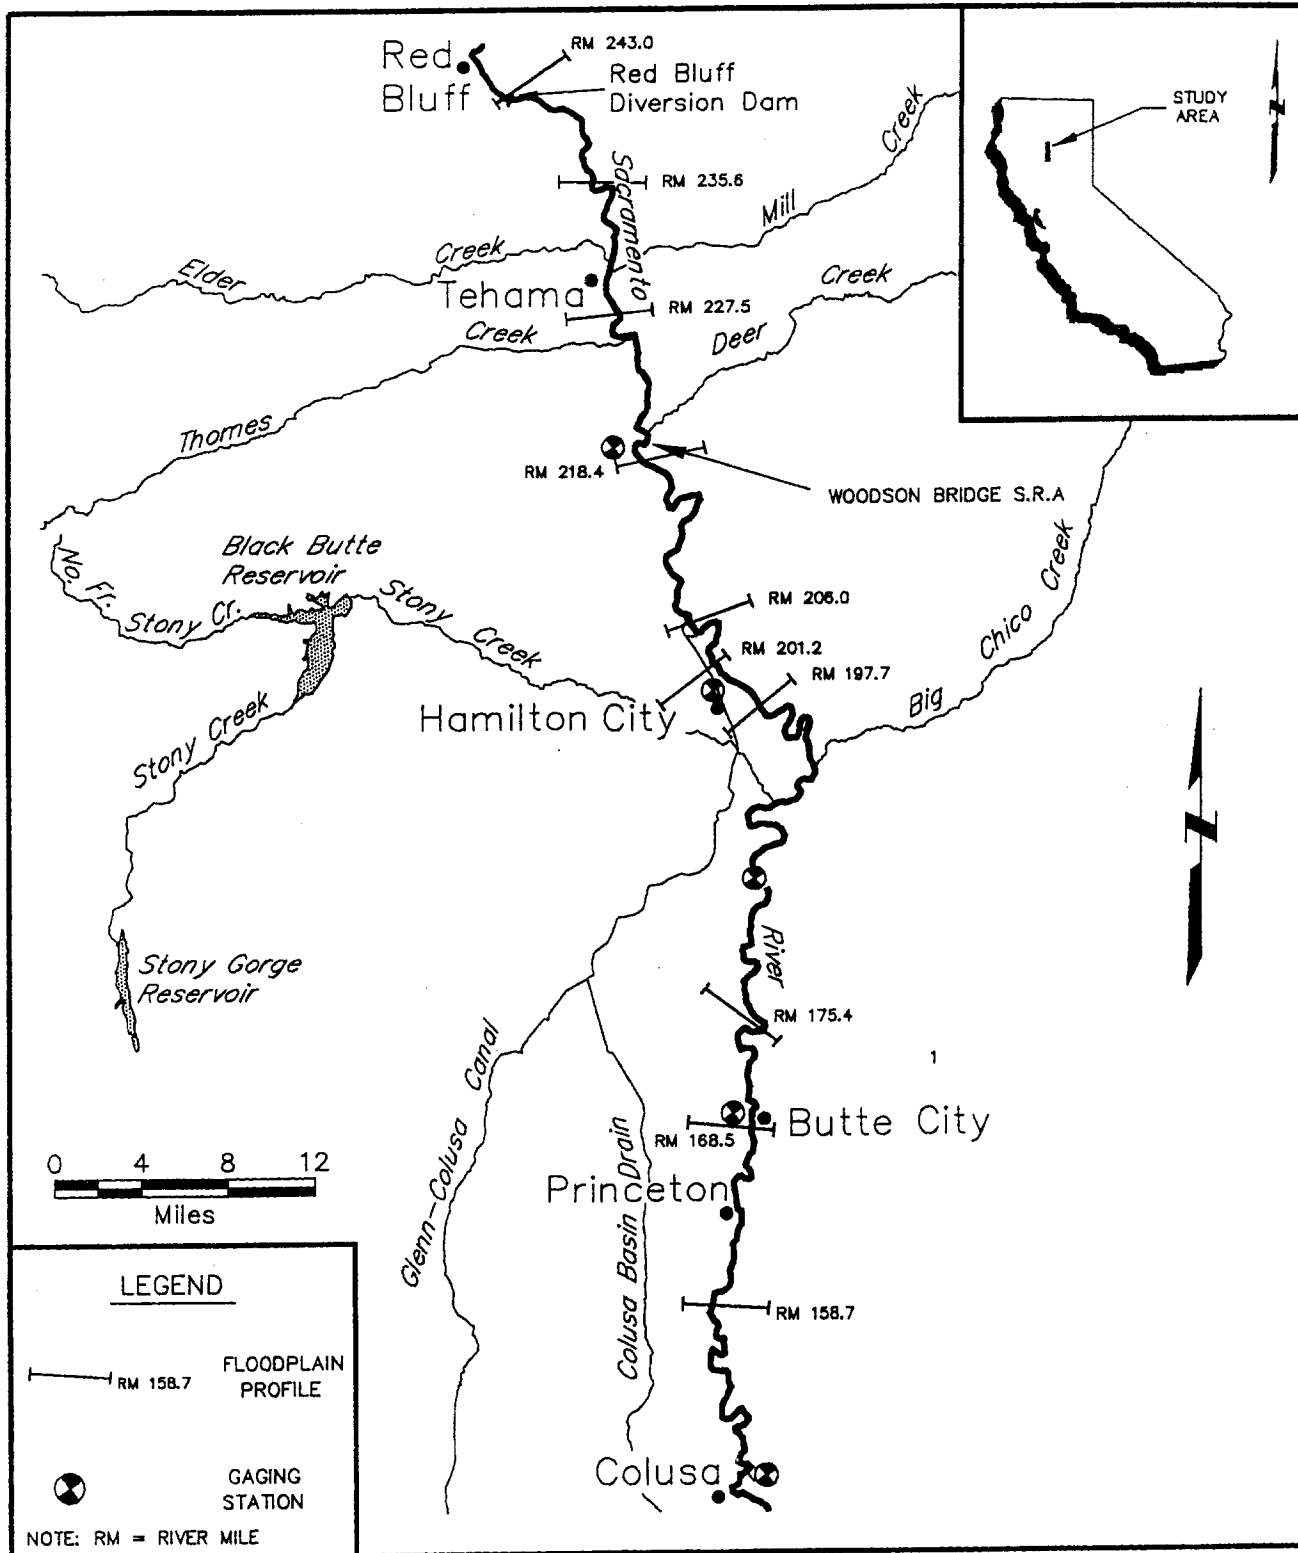 Red
Bluff
RM 243.0
Red Bluff
Diversion Dam
STUDY
AREA
N
Creek
Mill
Sacramento
RM 235.6
Elder
Creek
Tehama
Creek
Deer
RM 227.5
Creek
Thomes
RM 218.4
WOODSON BRIDGE S.R.A
Black Butte
Reservoir
No. Fr.
Stony Cr.
Stony
Creek
RM 206.0
RM 201.2
RM 197.7
Big
Chico
Creek
Hamilton City
Stony Creek
N
Stony Gorge
Reservoir
River
RM 175.4
1
Glenn-Colusa Canal
Colusa Basin Drain
Butte City
RM 168.5
Princeton
0 4 8 12
Miles
RM 158.7
Colusa
LEGEND
RM 158.7
FLOODPLAIN
PROFILE
GAGING
STATION
NOTE: RM = RIVER MILE